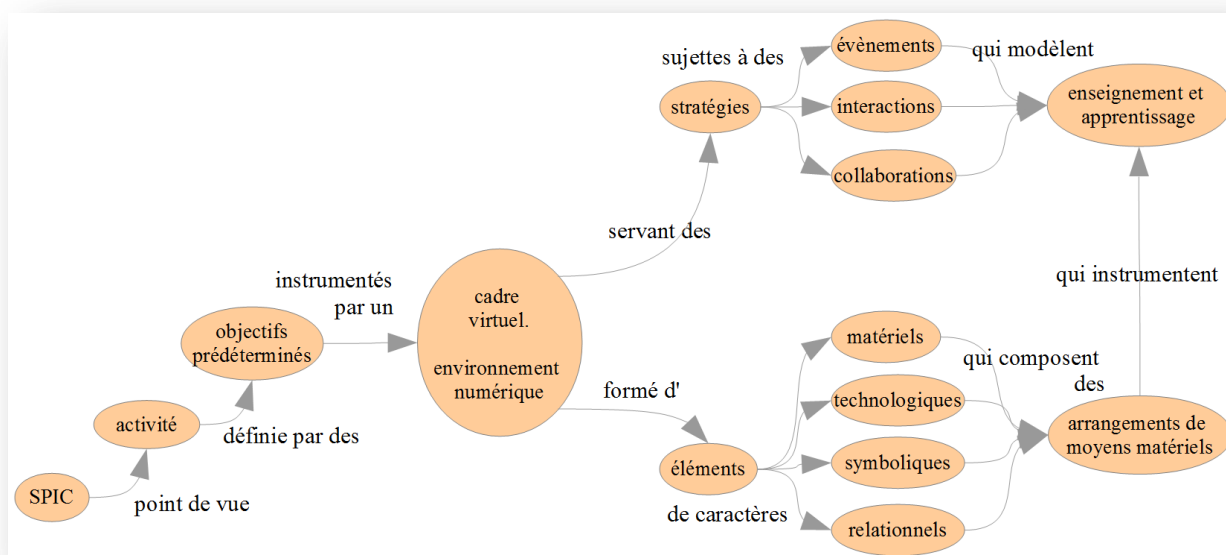 évènements
qui modèlent
sujettes à des
stratégies
interactions
enseignement et
apprentissage
collaborations
servant des
qui instrumentent
instrumentés
par un
cadre
virtuel.
environnement
numérique
objectifs
prédéterminés
matériels
qui composent
des
formé d'
technologiques
activité
définie par des
arrangements de
moyens matériels
éléments
symboliques
SPIC
point de vue
de caractères
relationnels